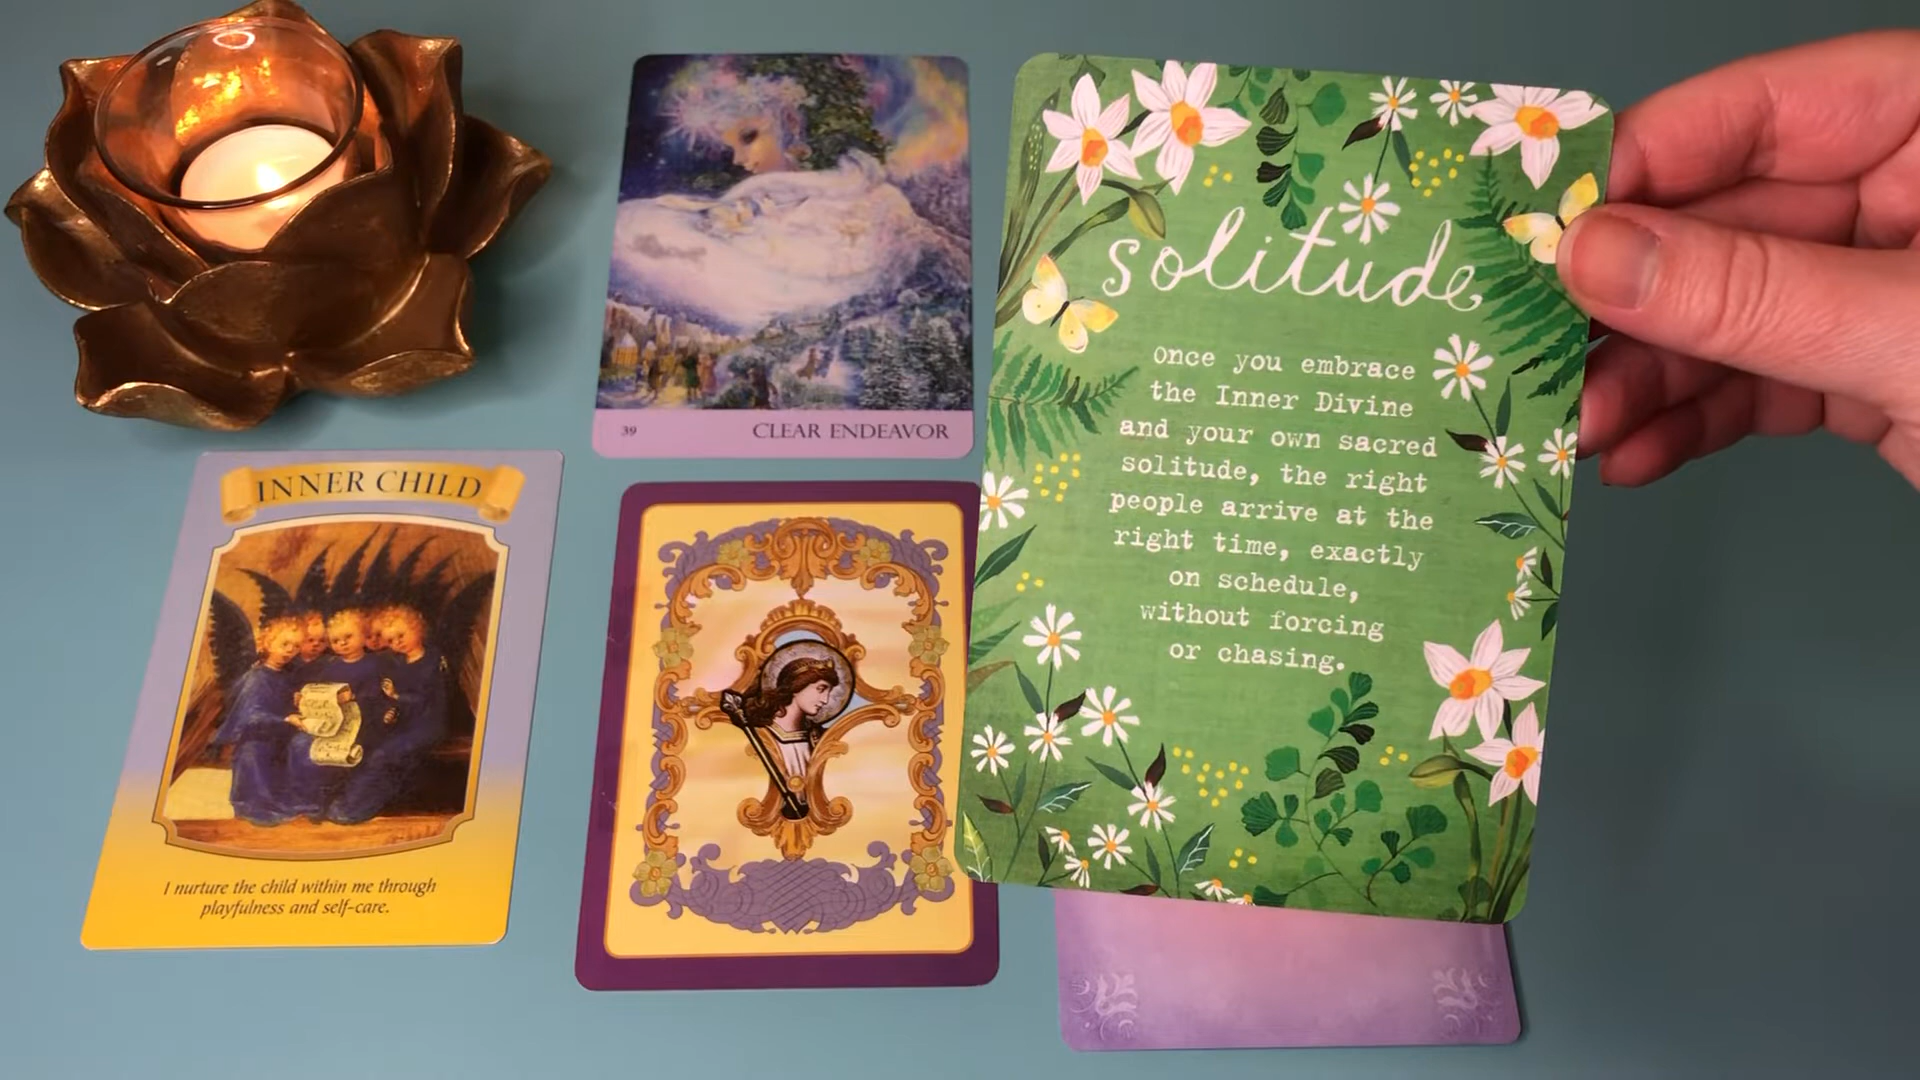 39
CLEAR ENDEAVOR
INNER CHILD
I nurture the child within me through
playfulness and self-care.
solitude
Once you embrace
the Inner Divine
and your own sacred
solitude, the right
people arrive at the
right time, exactly
on schedule,
without forcing
or chasing.